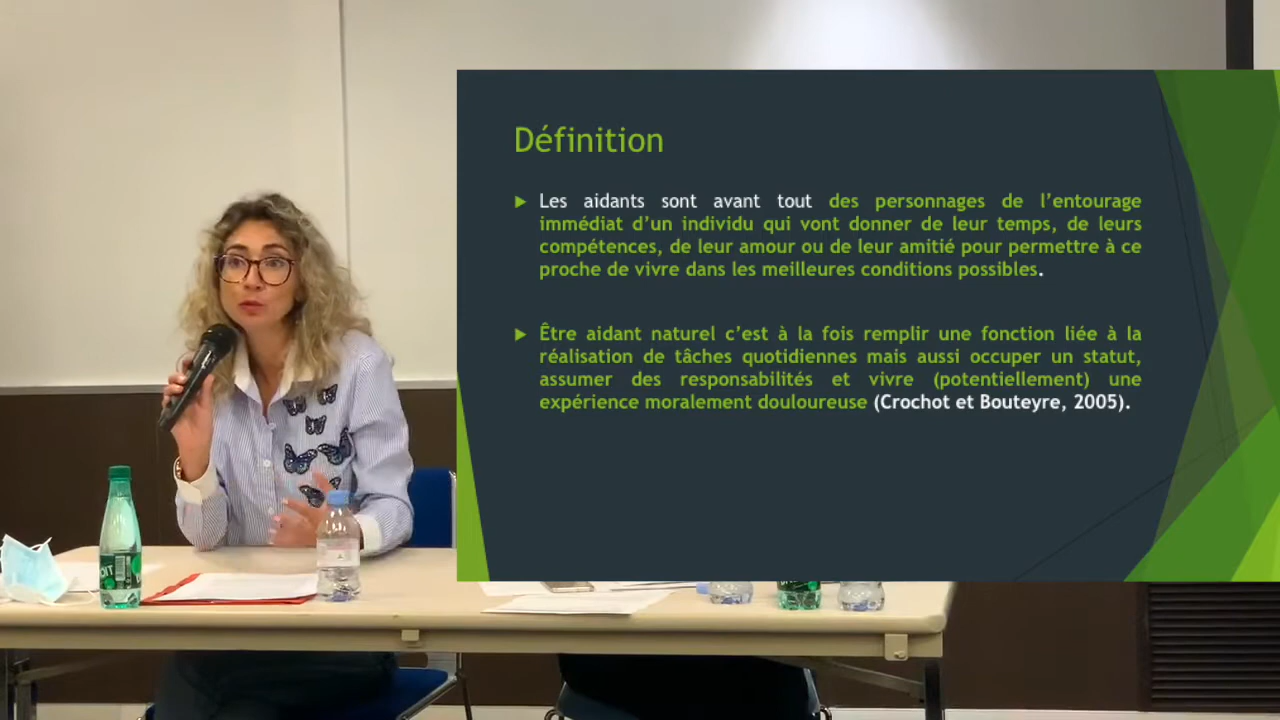 Définition
Les aidants sont avant tout des personnages de l'entourage
immédiat d'un individu qui vont donner de leur temps, de leurs
compétences, de leur amour ou de leur amitié pour permettre à ce
proche de vivre dans les meilleures conditions possibles.
Être aidant naturel c'est à la fois remplir une fonction liée à la
réalisation de tâches quotidiennes mais aussi occuper un statut,
assumer des responsabilités et vivre (potentiellement) une
expérience moralement douloureuse (Crochot et Bouteyre, 2005).